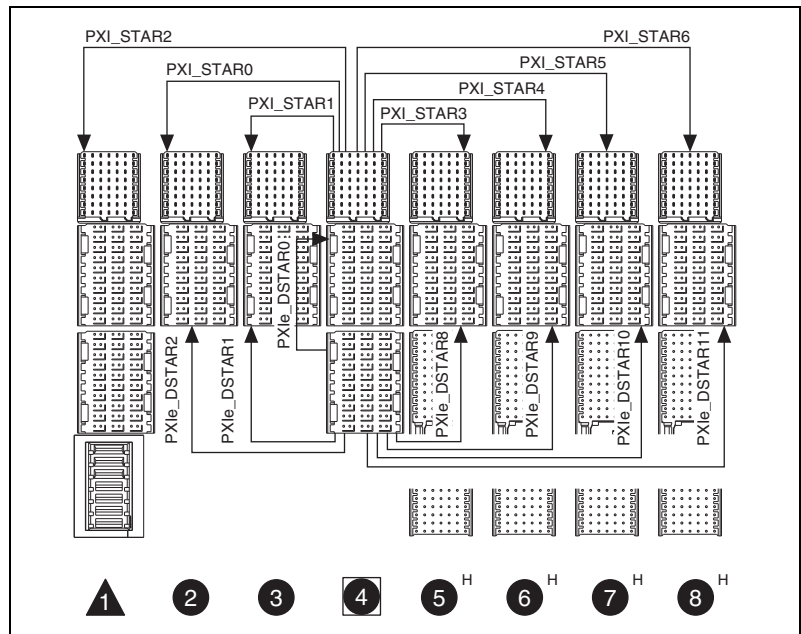 PXI_STAR2
PXI_STAR6
PXI_STAR0
PXI_STAR5
PXI_STAR1
PXI_STAR4
PXI_STAR3
PXIe_DSTAR2
PXIe_DSTAR1
PXIe_DSTAR0
PXIe_DSTAR8
PXIe_DSTAR9
PXIe_DSTAR10
PXIe_DSTAR11
1
2
3
4
5 H
6 H
7 H
8 H